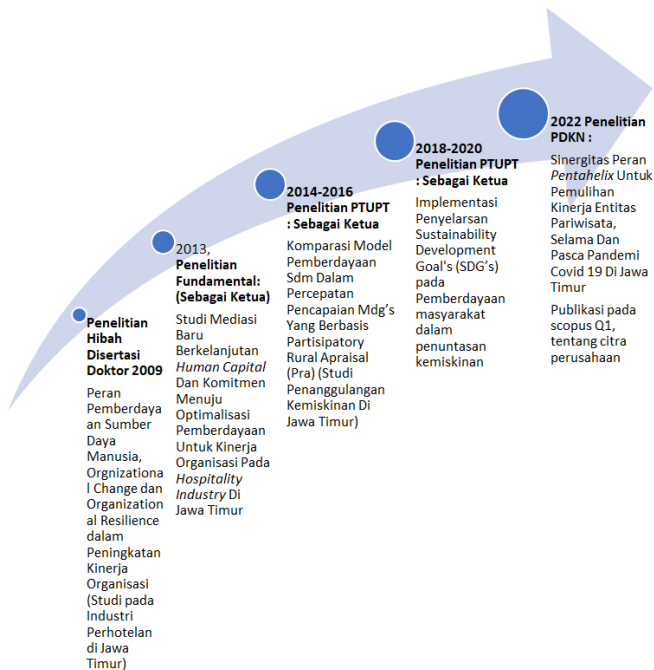 Penelitian
Hibah
Disertasi
Doktor 2009
Peran
Pemberdaya
an Sumber
Daya
Manusia,
Orgnizationa
l Change dan
Organization
al Resilience
dalam
Peningkatan
Kinerja
Organisasi
(Studi pada
Industri
Perhotelan
di Jawa
Timur)
2013,
Penelitian
Fundamental:
(Sebagai Ketua)
Studi Mediasi
Baru
Berkelanjutan
Human Capital
Dan Komitmen
Menuju
Optimalisasi
Pemberdayaan
Untuk Kinerja
Organisasi Pada
Hospitality
Industry Di
Jawa Timur
2014-2016
Penelitian PTUPT
: Sebagai Ketua
Komparasi Model
Pemberdayaan
Sdm Dalam
Percepatan
Pencapaian Mdg's
Yang Berbasis
Partisipatory
Rural Apraisal
(Pra) (Studi
Penanggulangan
Kemiskinan Di
Jawa Timur)
2018-2020
Penelitian PTUPT
: Sebagai Ketua
Implementasi
Penyelarsan
Sustainability
Development
Goal's (SDG's)
pada
Pemberdayaan
masyarakat
dalam
penuntasan
kemiskinan
2022 Penelitian
PDKN :
Sinergitas Peran
Pentahelix Untuk
Pemulihan
Kinerja Entitas
Pariwisata,
Selama Dan
Pasca Pandemi
Covid 19 Di Jawa
Timur
Publikasi pada
scopus Q1,
tentang citra
perusahaan